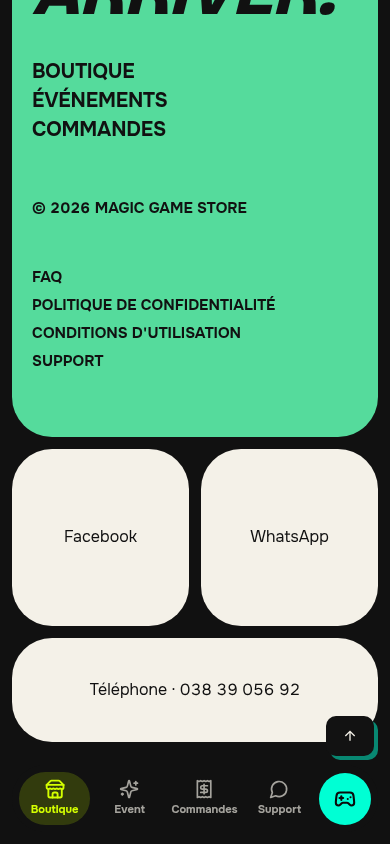 ARRIVER.
BOUTIQUE
ÉVÉNEMENTS
COMMANDES
© 2026 MAGIC GAME STORE
FAQ
POLITIQUE DE CONFIDENTIALITÉ
CONDITIONS D'UTILISATION
SUPPORT
Facebook
WhatsApp
Téléphone · 038 39 056 92
Boutique
Event
Commandes
Support